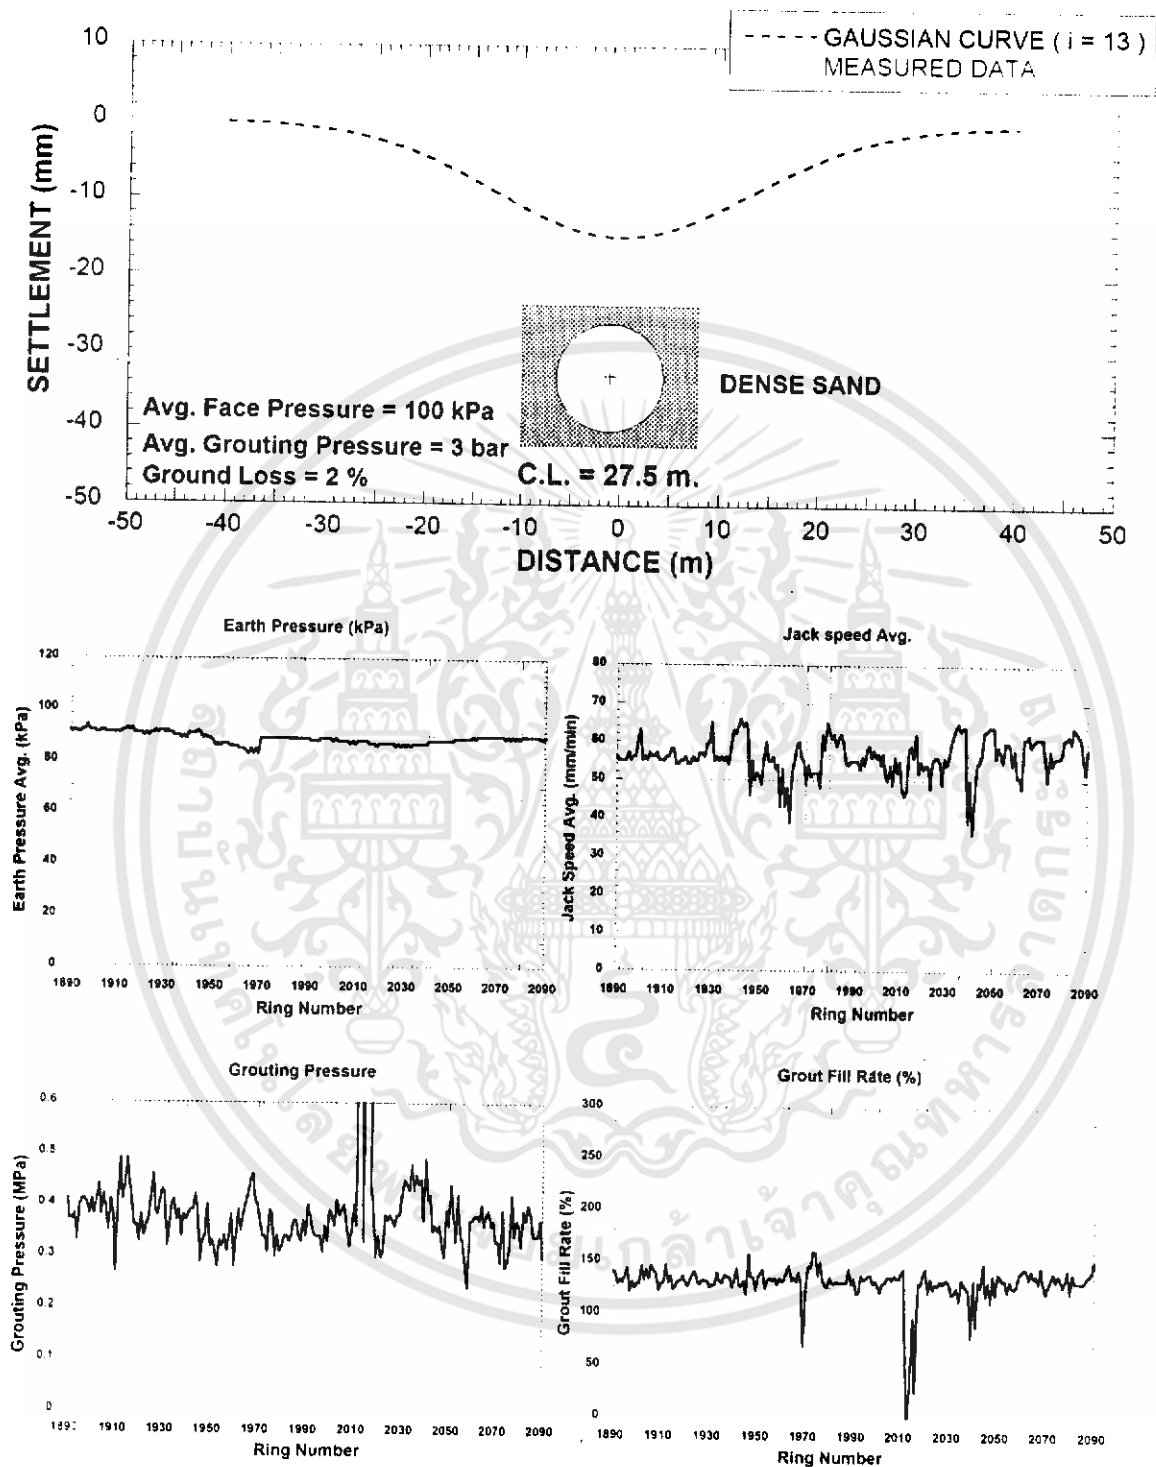 - - - - - GAUSSIAN CURVE ( i = 13 )
MEASURED DATA
10
0
-10
-20
-30
-40
-50
SETTLEMENT (mm)
DENSE SAND
Avg. Face Pressure = 100 kPa
Avg. Grouting Pressure = 3 bar
Ground Loss = 2 %
C.L. = 27.5 m.
-50 -40 -30 -20 -10 0 10 20 30 40 50
DISTANCE (m)
Earth Pressure (kPa)
120
100
80
60
40
20
0
Earth Pressure Avg. (kPa)
1890 1910 1930 1950 1970 1990 2010 2050 2070 2090
Ring Number
Jack speed Avg.
80
70
60
50
40
30
20
10
0
Jack Speed Avg. (mm/min)
1890 1910 1930 1950 1970 1990 2010 2030 2060 2070 2090
Ring Number
Grouting Pressure
0.6
0.5
0.4
0.3
0.2
0.1
0
Grouting Pressure (MPa)
1890 1910 1930 1950 1970 1990 2010 2030 2050 2070 2090
Ring Number
Grout Fill Rate (%)
300
250
200
150
100
50
0
Grout Fill Rate (%)
1890 1910 1930 1950 1970 1990 2010 2030 2050 2070 2090
Ring Number